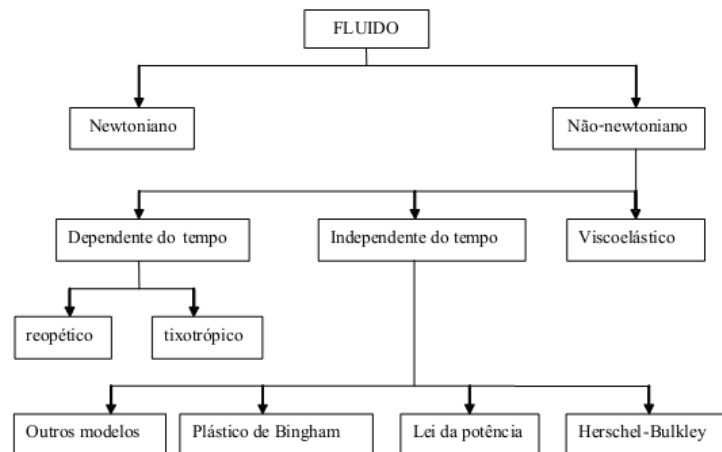 FLUIDO
Newtoniano
Não-newtoniano
Dependente do tempo
Independente do tempo
Viscoelástico
reopético
tixotrópico
Outros modelos
Plástico de Bingham
Lei da potência
Herschel-Bulkley